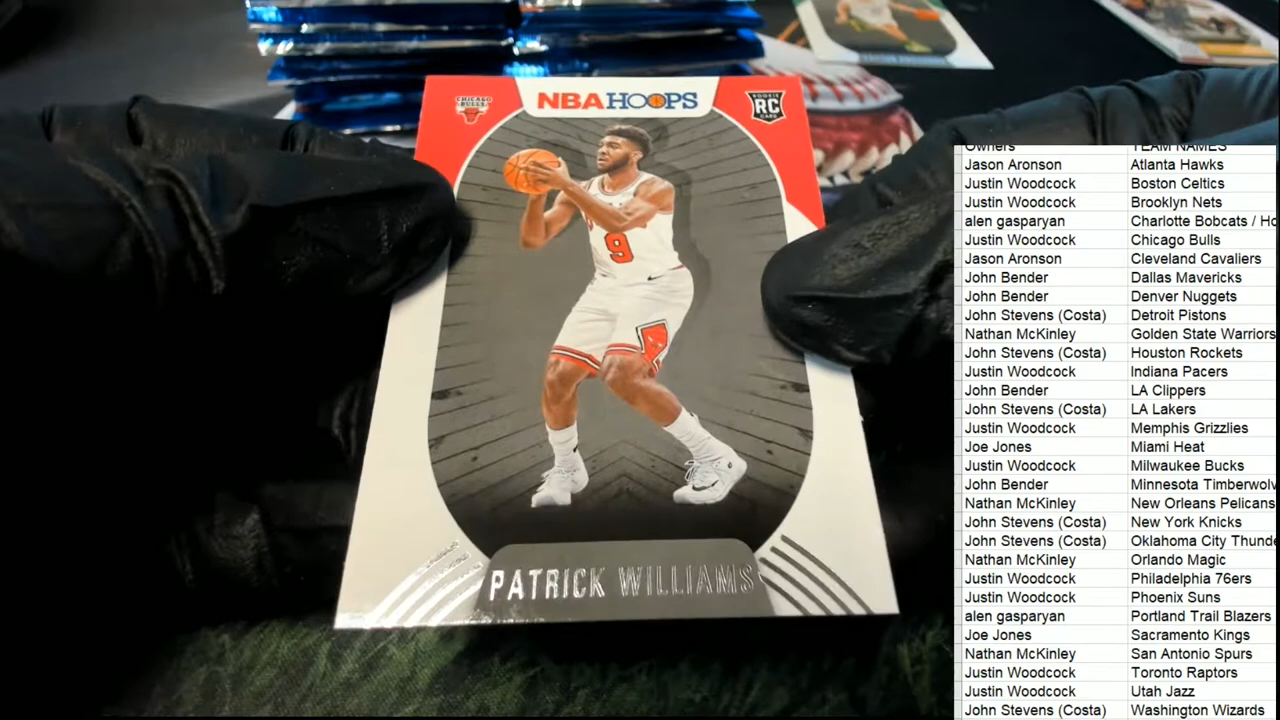 CHICAGO
BULLS
NBA HOOPS
ROOKIE
RC
CARD
9
PATRICK WILLIAMS
Owners TEAM NAMES
Jason Aronson Atlanta Hawks
Justin Woodcock Boston Celtics
Justin Woodcock Brooklyn Nets
alen gasparyan Charlotte Bobcats / Ho
Justin Woodcock Chicago Bulls
Jason Aronson Cleveland Cavaliers
John Bender Dallas Mavericks
John Bender Denver Nuggets
John Stevens (Costa) Detroit Pistons
Nathan McKinley Golden State Warriors
John Stevens (Costa) Houston Rockets
Justin Woodcock Indiana Pacers
John Bender LA Clippers
John Stevens (Costa) LA Lakers
Justin Woodcock Memphis Grizzlies
Joe Jones Miami Heat
Justin Woodcock Milwaukee Bucks
John Bender Minnesota Timberwolv
Nathan McKinley New Orleans Pelicans
John Stevens (Costa) New York Knicks
John Stevens (Costa) Oklahoma City Thunde
Nathan McKinley Orlando Magic
Justin Woodcock Philadelphia 76ers
Justin Woodcock Phoenix Suns
alen gasparyan Portland Trail Blazers
Joe Jones Sacramento Kings
Nathan McKinley San Antonio Spurs
Justin Woodcock Toronto Raptors
Justin Woodcock Utah Jazz
John Stevens (Costa) Washington Wizards